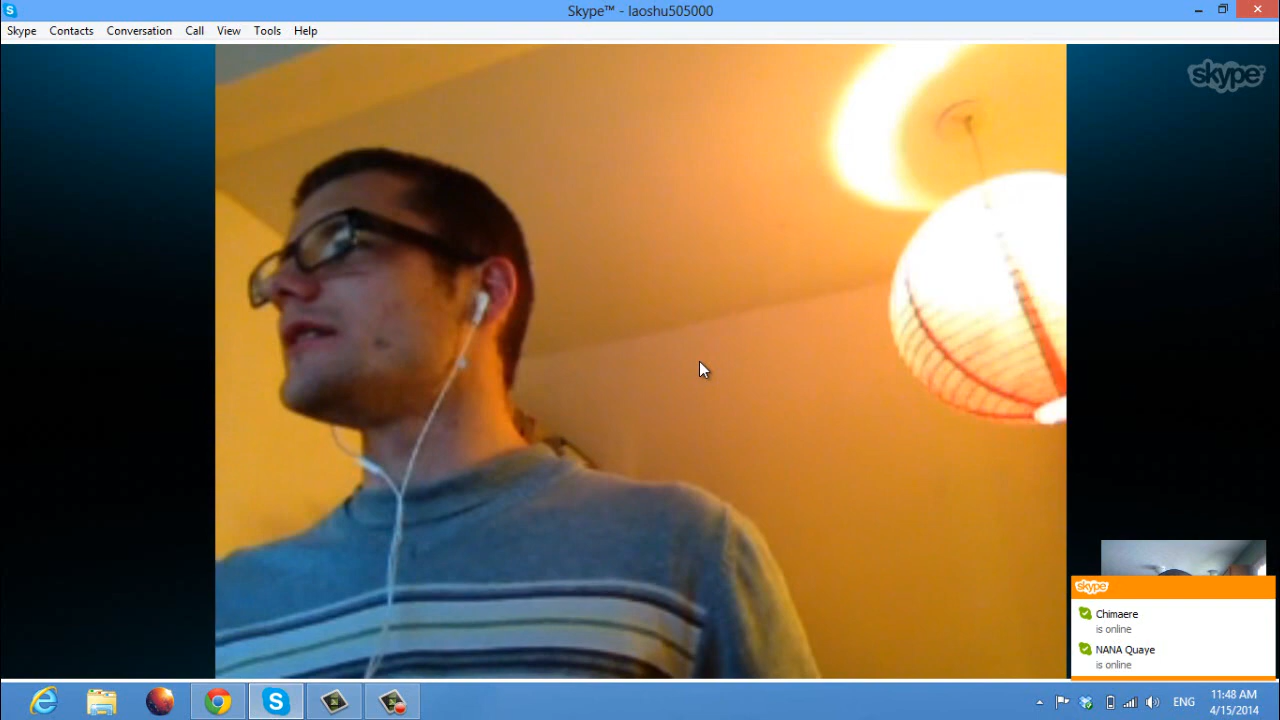 Skype™ - laoshu505000
Skype Contacts Conversation Call View Tools Help
skype
skype
Chimaere
is online
NANA Quaye
is online
ENG
11:48 AM
4/15/2014